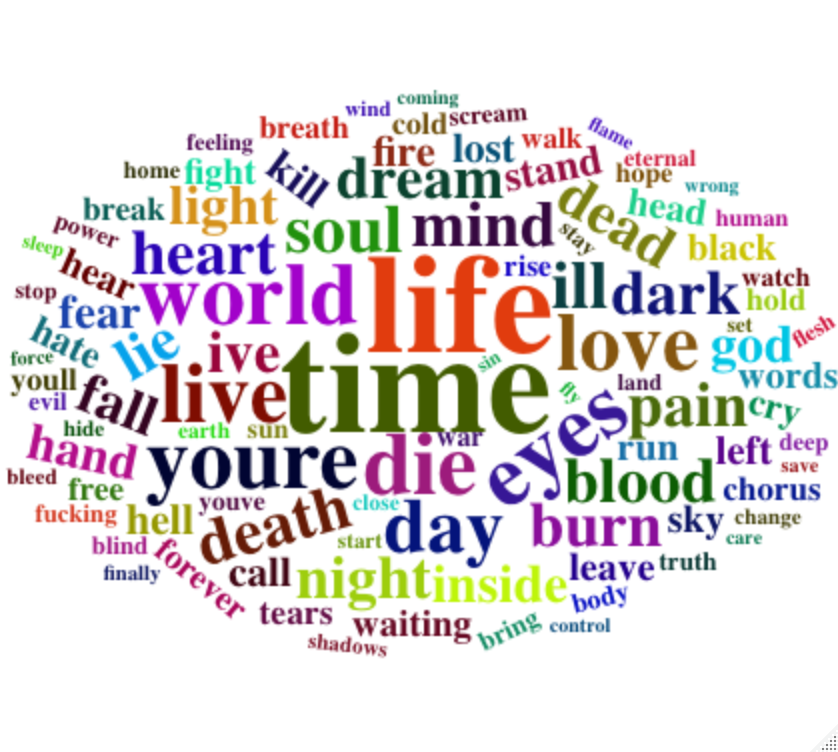 coming
wind
scream
breath
cold
flame
feeling
fire
lost
walk
eternal
home
fight
kill
dream
stand
hope
wrong
break
light
soul
mind
dead
head
human
power
sleep
hear
heart
stay
black
stop
world
life
rise
ill
dark
watch
hold
fear
hate
lie
ive
time
sin
love
set
god
flesh
force
youll
fall
live
fly
land
words
evil
hide
earth
sun
war
eyes
pain
cry
hand
youre
die
run
left
deep
bleed
free
blood
save
chorus
fucking
hell
youve
close
death
day
burn
sky
change
blind
forever
start
care
finally
call
night
inside
leave
truth
tears
waiting
body
shadows
bring
control